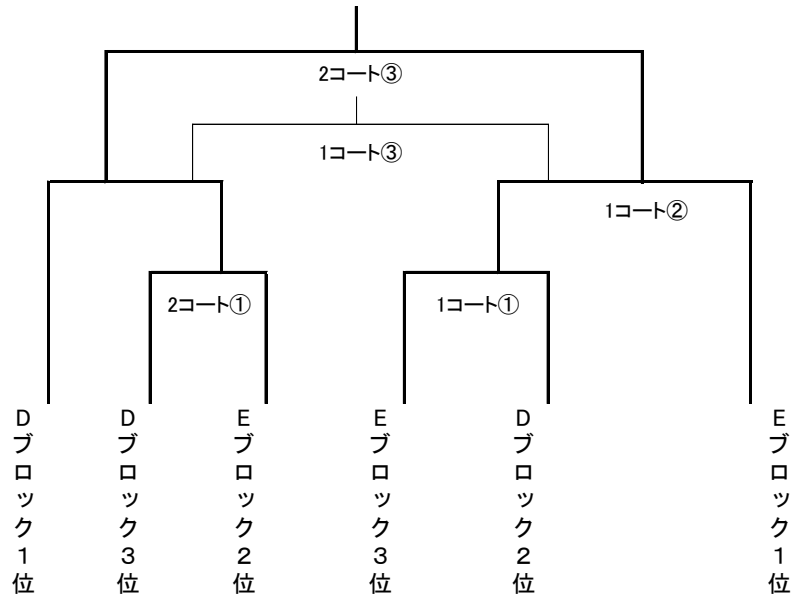 2コート③
1コート③
1コート②
2コート①
1コート①
Dブロック1位
Dブロック3位
Eブロック2位
Eブロック3位
Dブロック2位
Eブロック1位